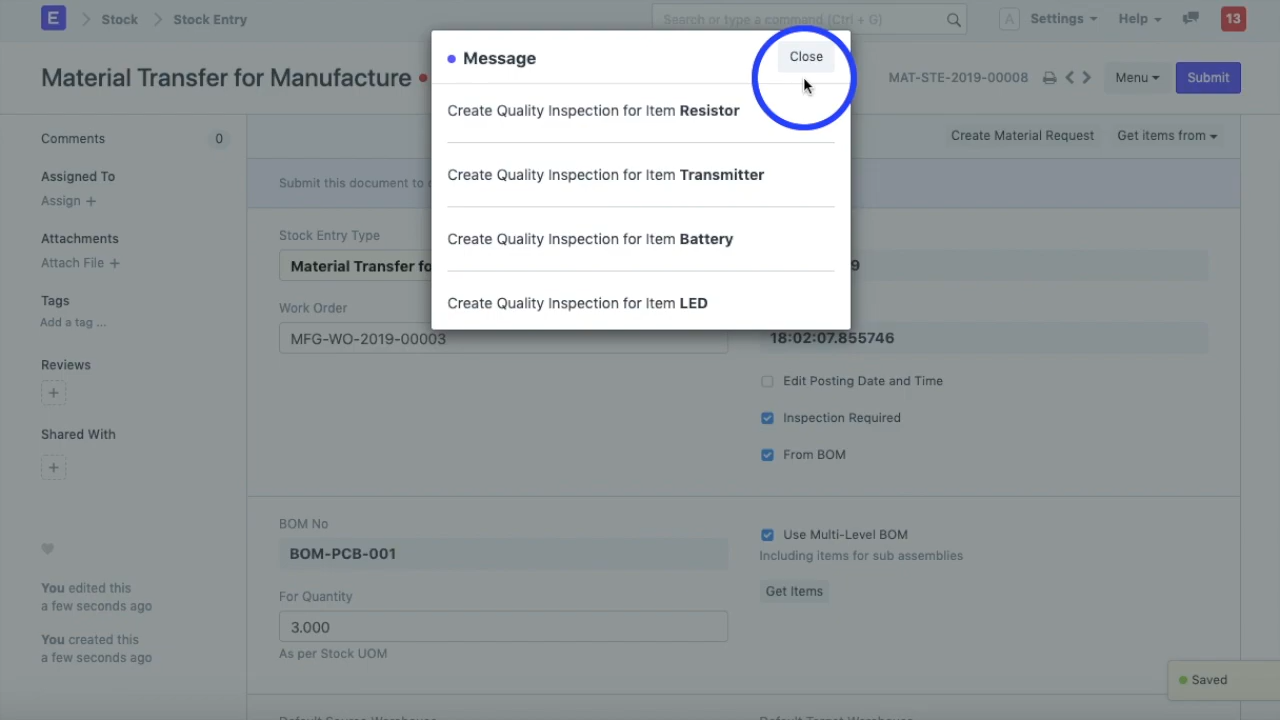 E Stock Stock Entry Search or type a command (Ctrl + G) A Settings Help 13
Material Transfer for Manufacture MAT-STE-2019-00008 Menu Submit
Message Close
Create Quality Inspection for Item Resistor
Create Quality Inspection for Item Transmitter
Create Quality Inspection for Item Battery
Create Quality Inspection for Item LED
Comments 0
Assigned To
Assign +
Attachments
Attach File +
Tags
Add a tag ...
Reviews
+
Shared With
+
You edited this
a few seconds ago
You created this
a few seconds ago
Create Material Request Get items from
Submit this document to
Stock Entry Type
Material Transfer fo
9
Work Order
MFG-WO-2019-00003
18:02:07.855746
Edit Posting Date and Time
Inspection Required
From BOM
BOM No
BOM-PCB-001
For Quantity
3.000
As per Stock UOM
Use Multi-Level BOM
Including items for sub assemblies
Get Items
Default Source Warehouse Default Target Warehouse
Saved